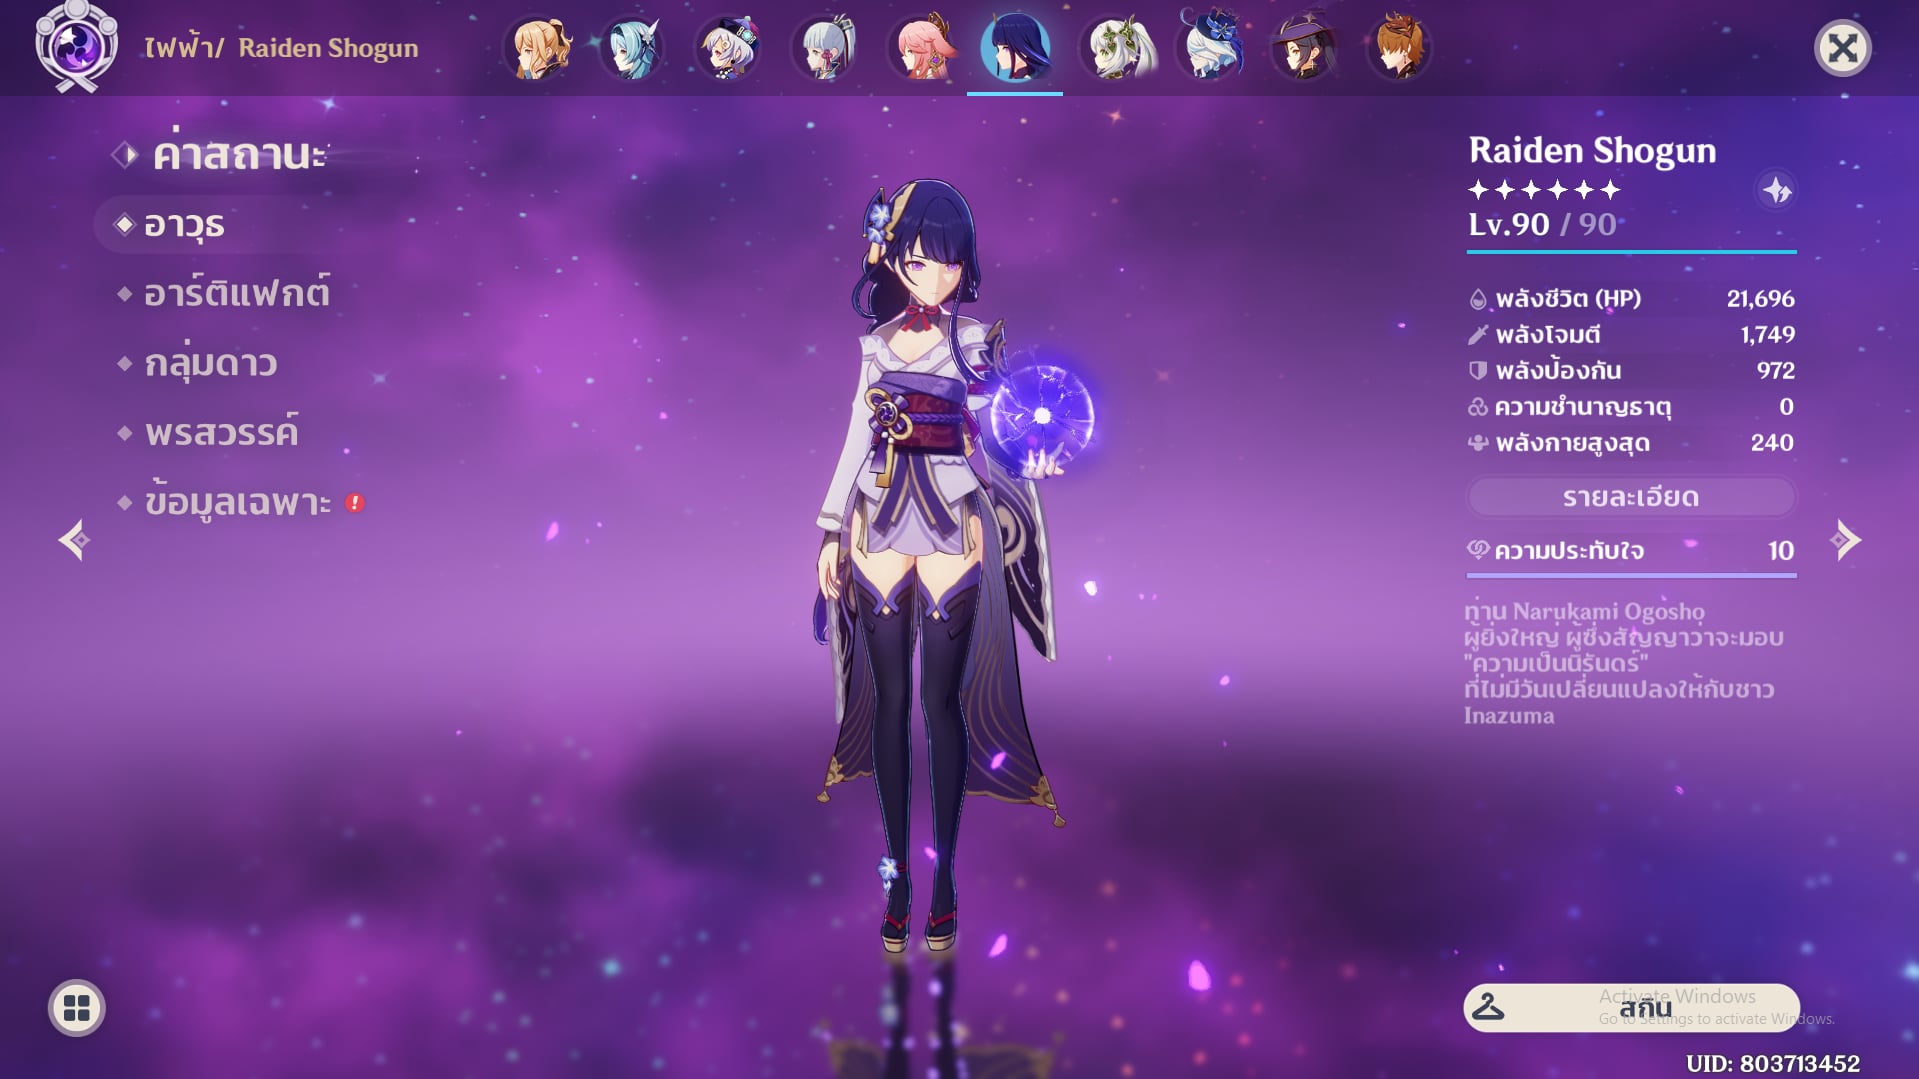 ไฟฟ้า/ Raiden Shogun
ค่าสถานะ
อาวุธ
อาร์ติแฟกต์
กลุ่มดาว
พรสวรรค์
ข้อมูลเฉพาะ
Raiden Shogun
Lv.90 / 90
พลังชีวิต (HP) 21,696
พลังโจมตี 1,749
พลังป้องกัน 972
ความชำนาญธาตุ 0
พลังกายสูงสุด 240
รายละเอียด
ความประทับใจ 10
ท่าน Narukami Ogosho
ผู้ยิ่งใหญ่ ผู้ซึ่งสัญญาว่าจะมอบ
"ความเป็นนิรันดร์"
ที่ไม่มีวันเปลี่ยนแปลงให้กับชาว
Inazuma
สกิน
Activate Windows
Go to Settings to activate Windows.
UID: 803713452